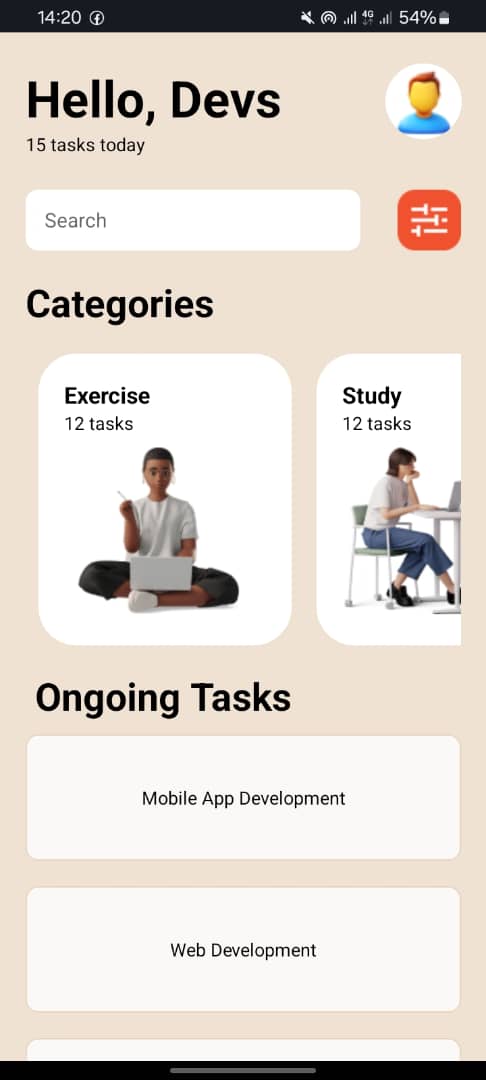 14:20 4G 54%
Hello, Devs
15 tasks today
Search
Categories
Exercise Study
12 tasks 12 tasks
Ongoing Tasks
Mobile App Development
Web Development